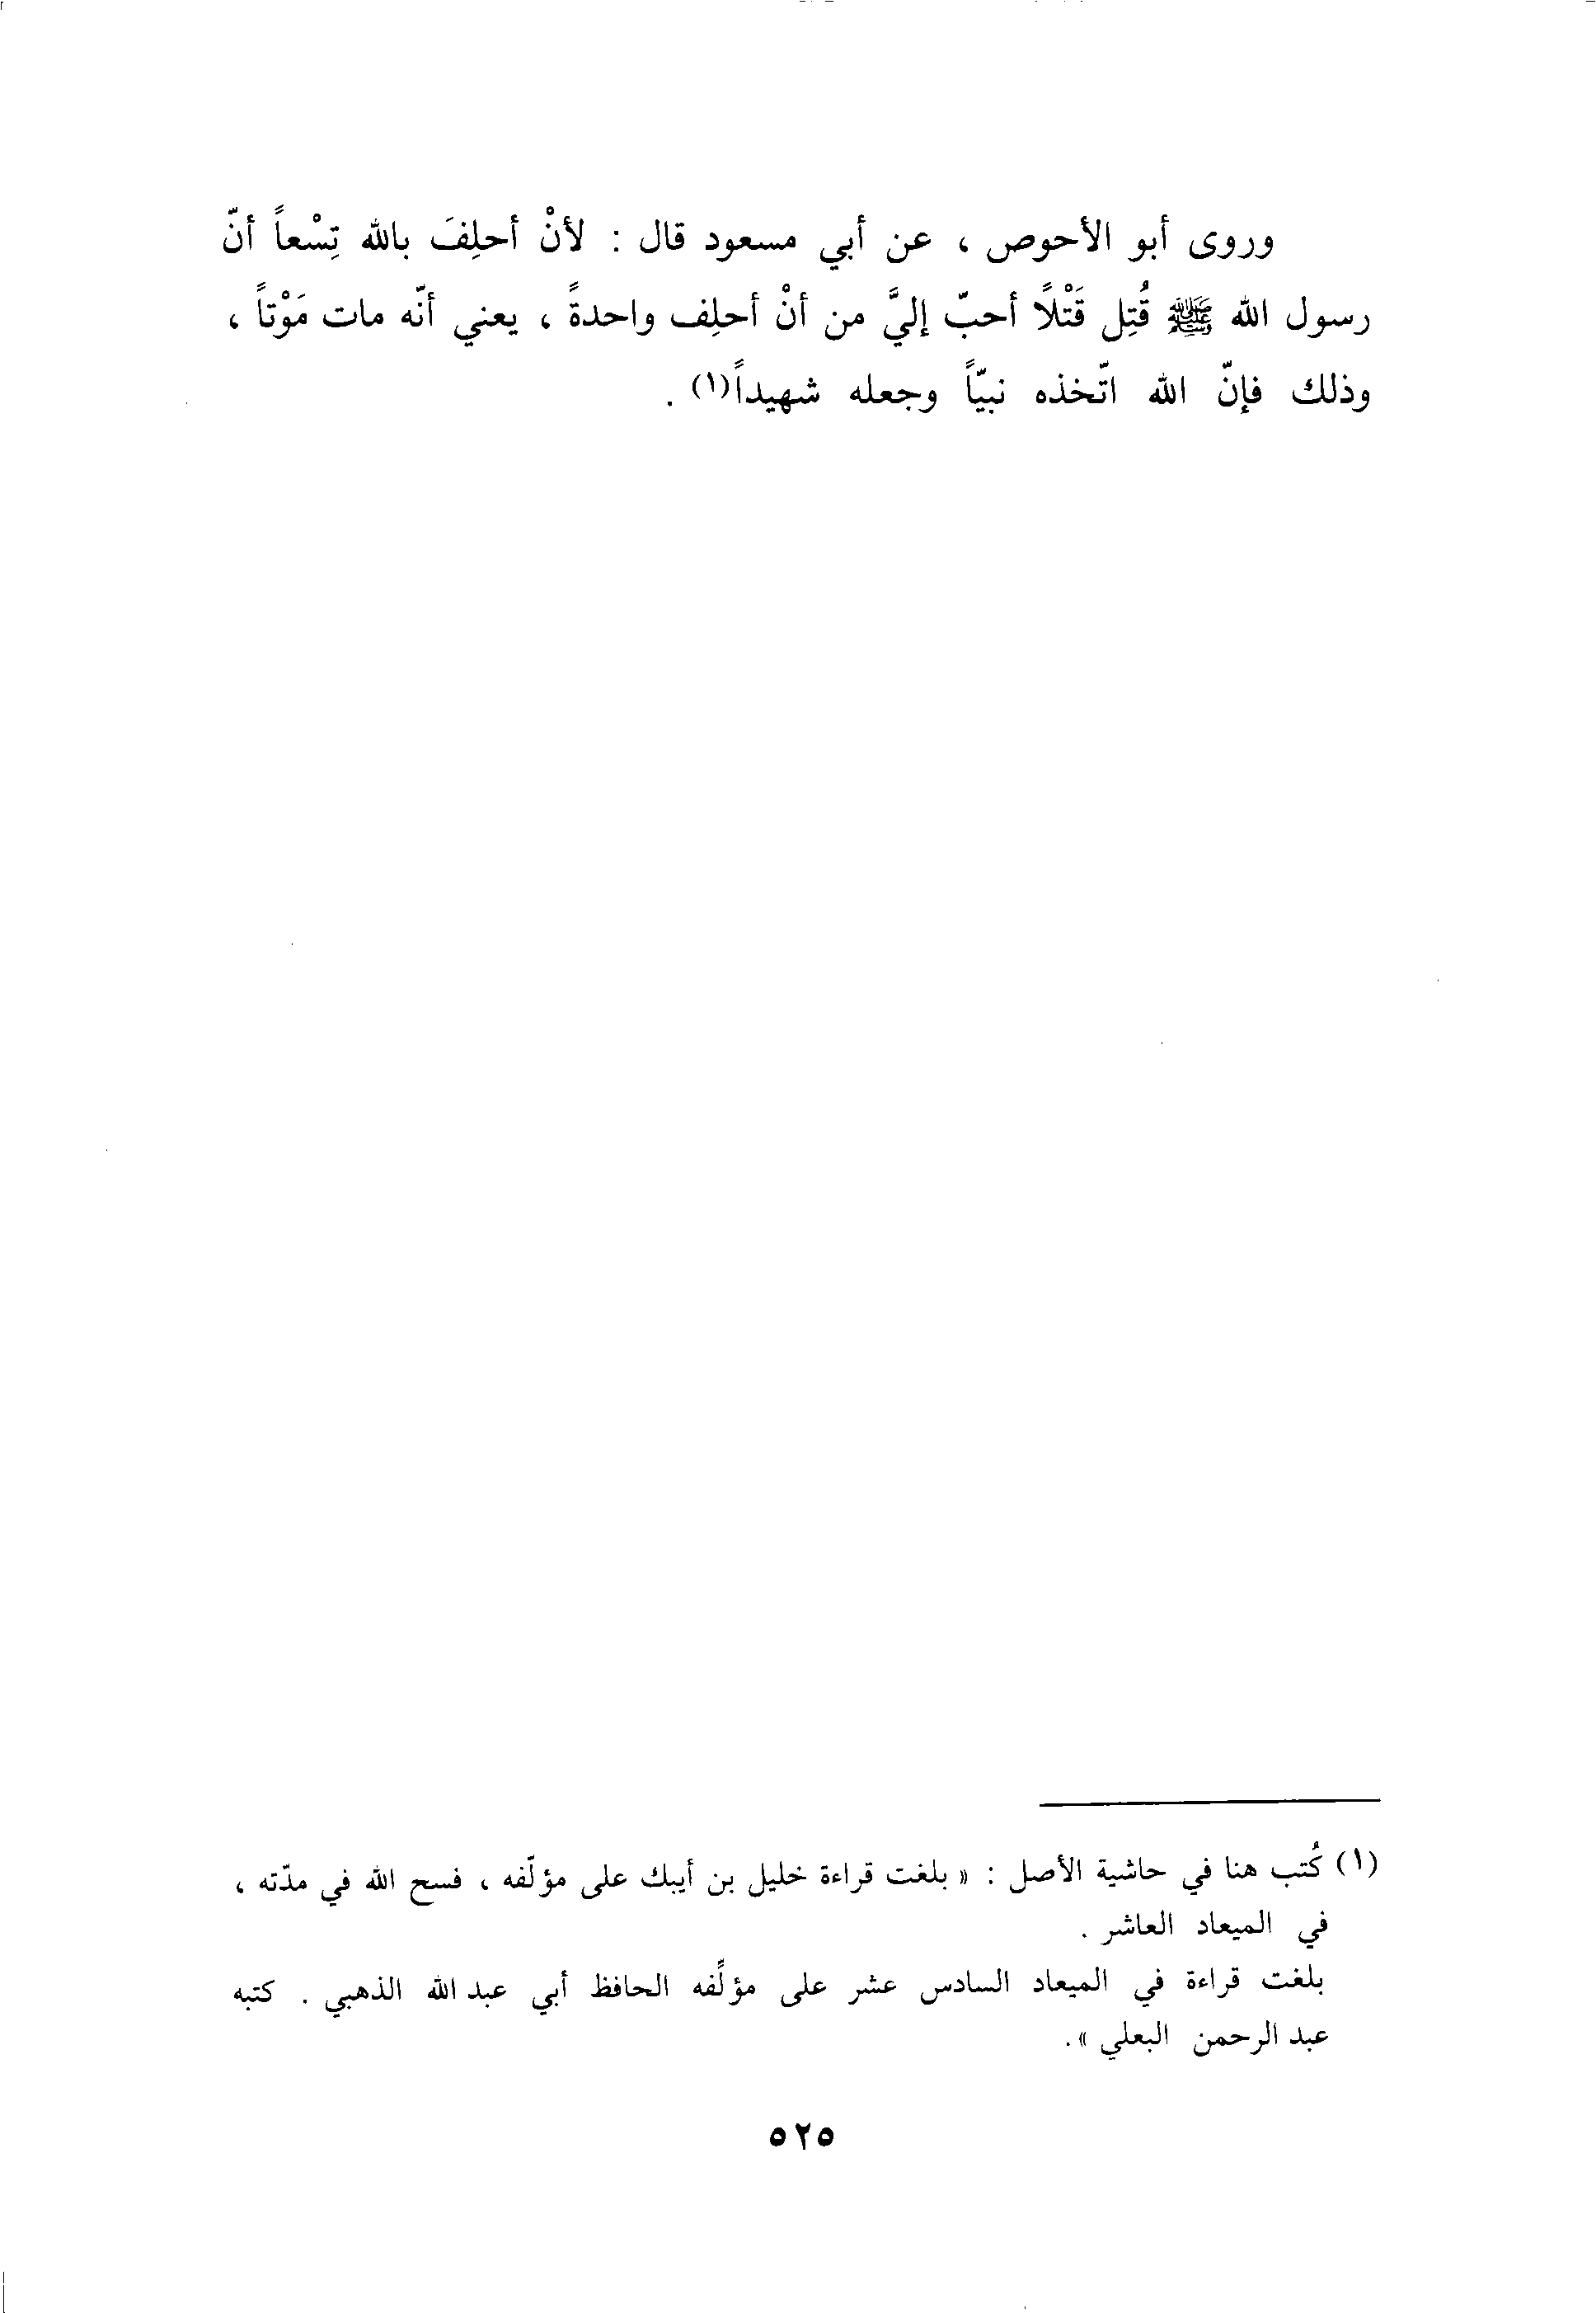 وروى أبو الأحوص ، عن أبي مسعود قال : لأنْ أحلِفَ بالله تِسْعاً أنّ
رسول الله ﷺ قُتِل قَتْلاً أحبّ إليَّ من أنْ أحلِف واحدةً ، يعني أنّه مات مَوْتاً ،
وذلك فإنّ الله اتّخذه نبيّاً وجعله شهيداً(١) .
(١) كُتب هنا في حاشية الأصل : « بلغت قراءة خليل بن أيبك على مؤلّفه ، فسح الله في مدّته ،
في الميعاد العاشر .
بلغت قراءة في الميعاد السادس عشر على مؤلِّفه الحافظ أبي عبد الله الذهبي . كتبه
عبد الرحمن البعلي ».
٥٢٥